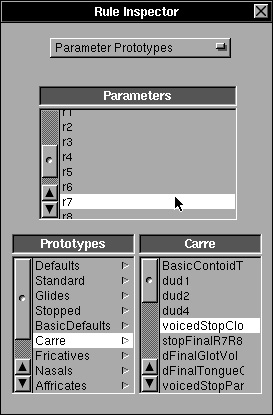 Rule Inspector
Parameter Prototypes
Parameters
r1
r2
r3
r4
r5
r6
r7
r8
Prototypes
Defaults
Standard
Glides
Stopped
BasicDefaults
Carre
Fricatives
Nasals
Affricates
Carre
BasicContoidT
dud1
dud2
dud4
voicedStopClo
stopFinalR7R8
dFinalGlotVol
dFinalTongueC
voicedStopPar